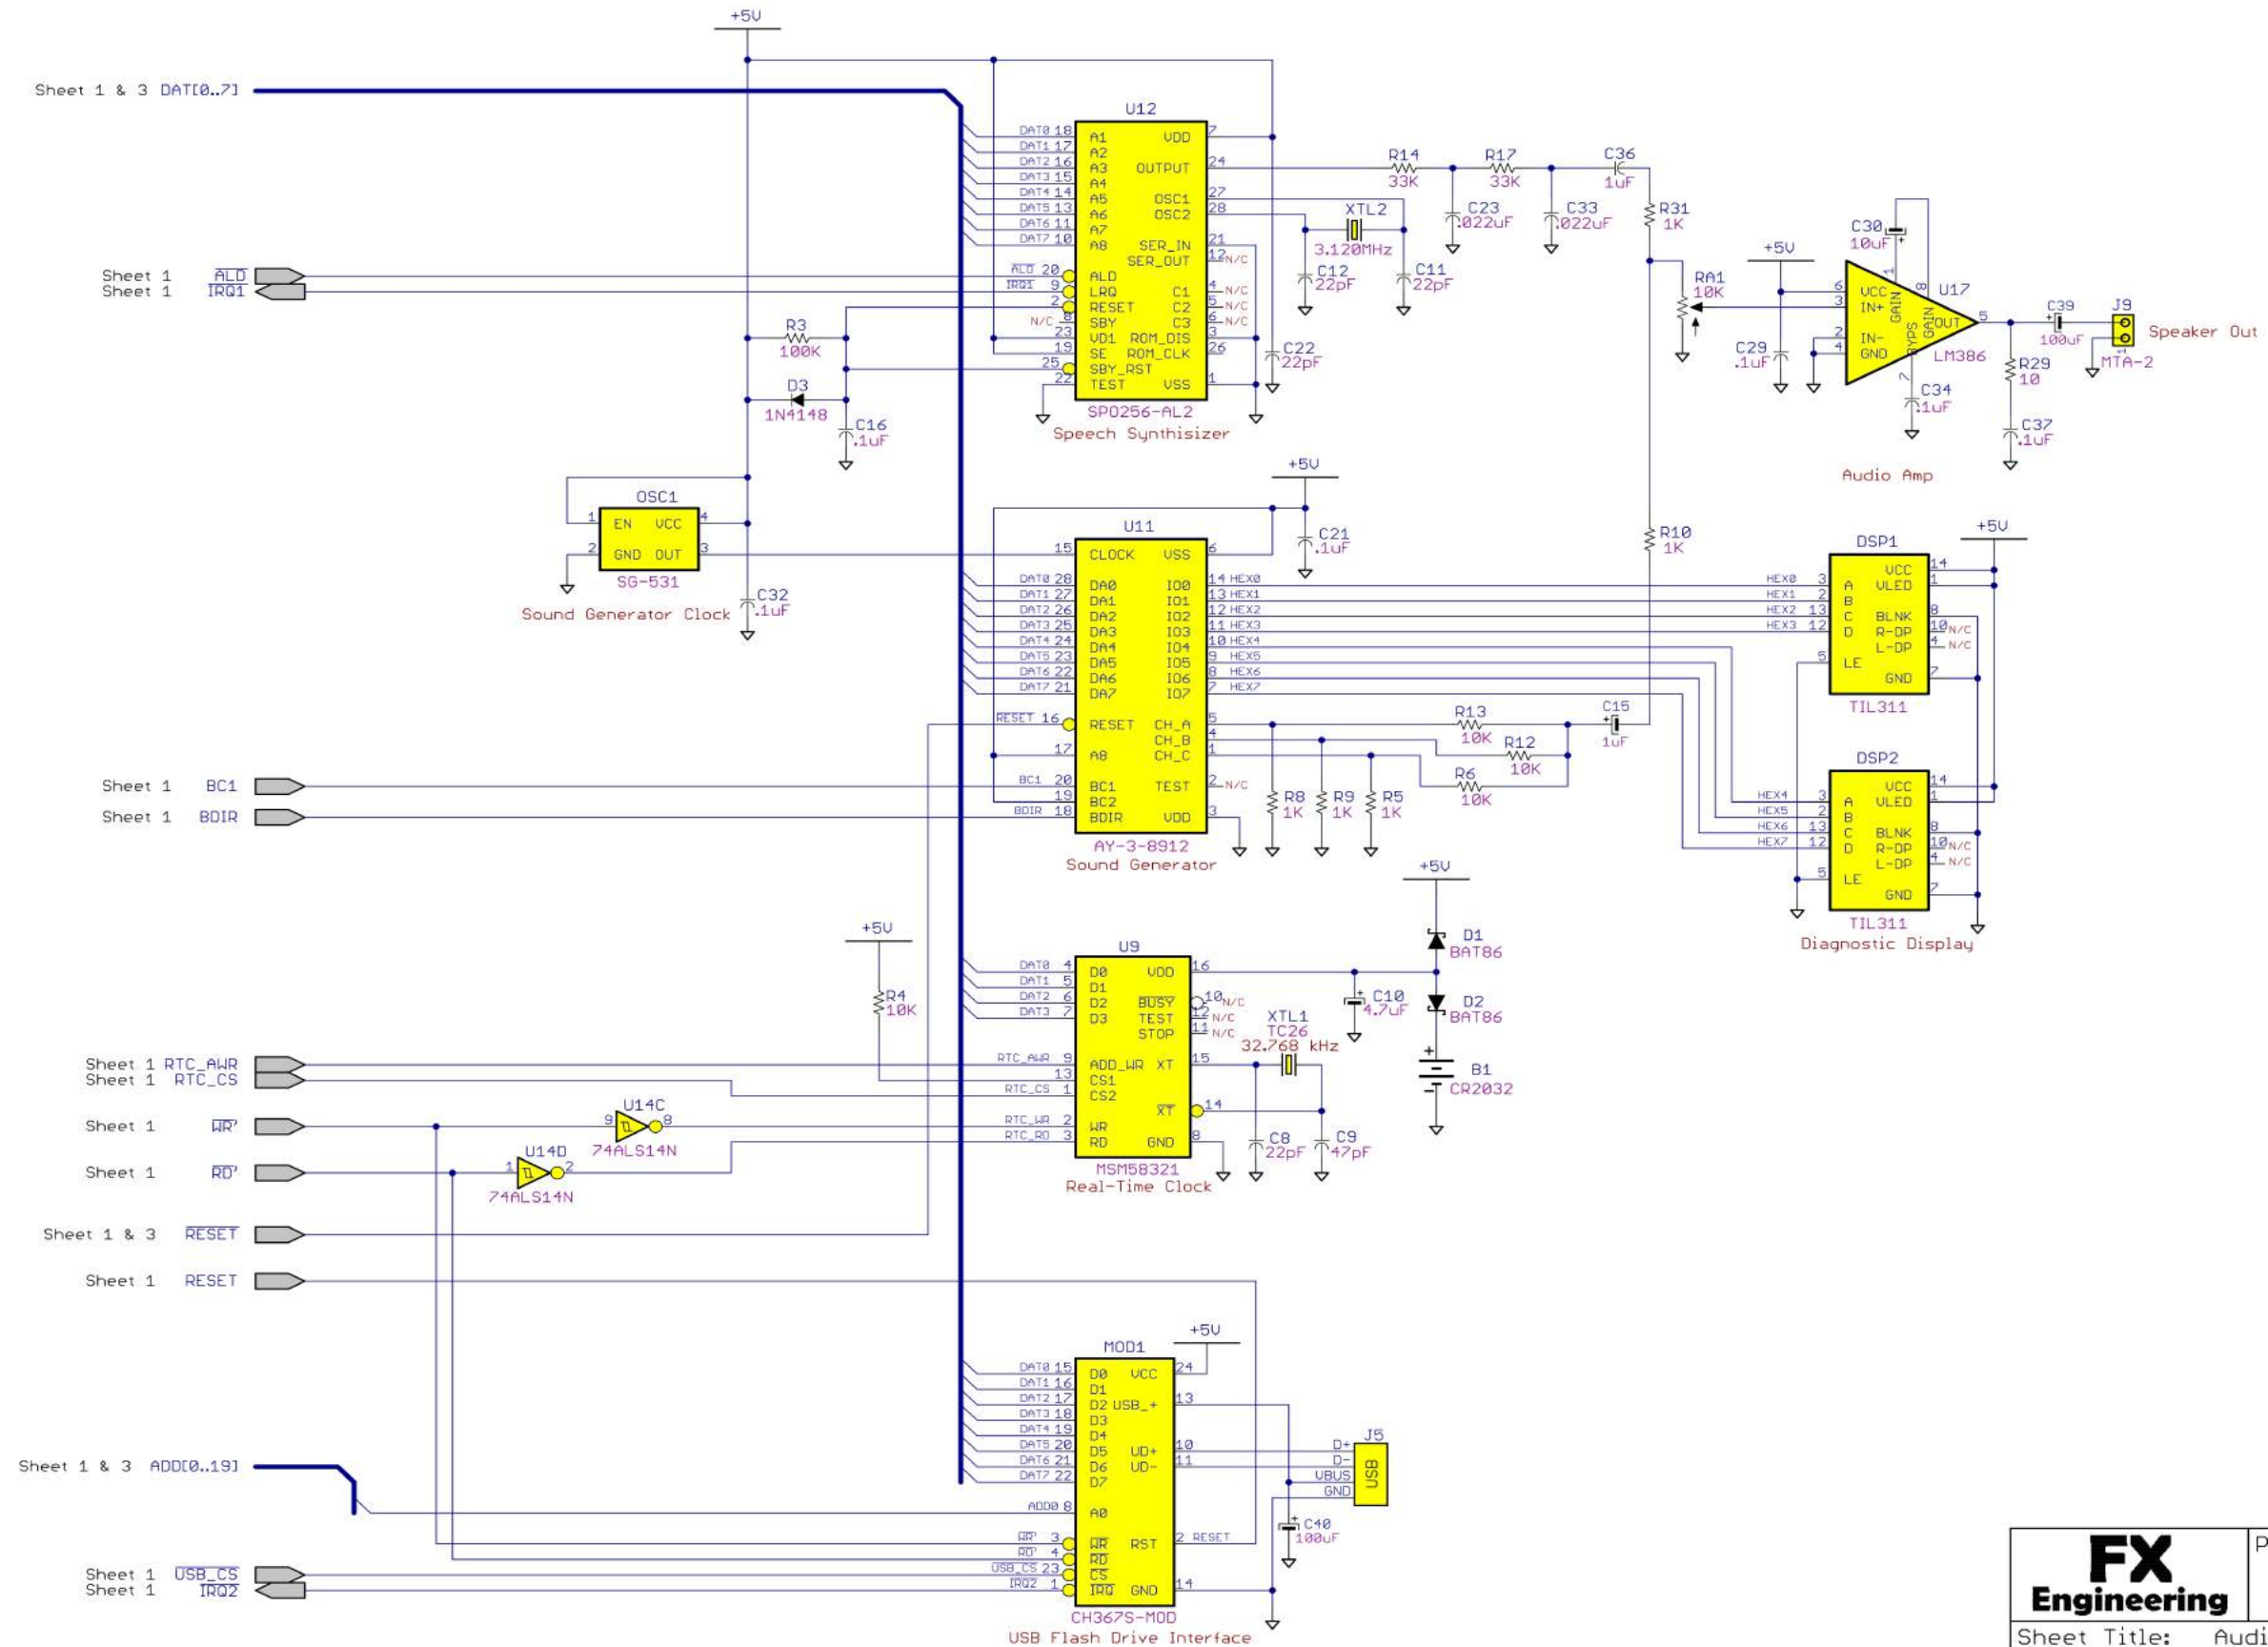 +5V
Sheet 1 & 3 DAT[0..7]
U12
DAT0 18 A1 VDD 7
DAT1 17 A2
DAT2 16 A3 OUTPUT 24
DAT3 15 A4
DAT4 14 A5 OSC1 27
DAT5 13 A6 OSC2 28
DAT6 11 A7
DAT7 10 A8 SER_IN 21
SER_OUT 12 N/C
Sheet 1 ALD
ALD 20 ALD
Sheet 1 IRQ1
IRQ1 9 LRQ C1 4 N/C
2 RESET C2 5 N/C
N/C 8 SBY C3 6 N/C
23 VD1 ROM_DIS 3
19 SE ROM_CLK 26
25 SBY_RST
22 TEST VSS 1
SPO256-AL2
Speech Synthisizer
R3
100K
D3
1N4148
C16
.1uF
R14
33K
R17
33K
C36
1uF
C23
.022uF
C33
.022uF
XTL2
3.120MHz
C12
22pF
C11
22pF
C22
22pF
R31
1K
RA1
10K
+5V
C30
10uF
C29
.1uF
6 VCC
3 IN+
2 IN-
4 GND
1 GAIN
8 GAIN
7 BYPS
OUT 5
U17
LM386
C34
.1uF
C39
100uF
R29
10
C37
.1uF
J9
1
MTA-2
Speaker Out
Audio Amp
OSC1
1 EN VCC 4
2 GND OUT 3
SG-531
Sound Generator Clock
C32
.1uF
+5V
C21
.1uF
U11
15 CLOCK VSS 6
DAT0 28 DA0 IO0 14 HEX0
DAT1 27 DA1 IO1 13 HEX1
DAT2 26 DA2 IO2 12 HEX2
DAT3 25 DA3 IO3 11 HEX3
DAT4 24 DA4 IO4 10 HEX4
DAT5 23 DA5 IO5 9 HEX5
DAT6 22 DA6 IO6 8 HEX6
DAT7 21 DA7 IO7 7 HEX7
RESET 16 RESET CH_A 5
CH_B 4
17 A8 CH_C 1
Sheet 1 BC1
BC1 20 BC1 TEST 2 N/C
19 BC2
Sheet 1 BDIR
BDIR 18 BDIR VDD 3
AY-3-8912
Sound Generator
R8
1K
R9
1K
R5
1K
R13
10K
R12
10K
R6
10K
C15
1uF
R10
1K
+5V
DSP1
VCC 14
HEX0 3 A VLED 1
HEX1 2 B
HEX2 13 C BLNK 8
HEX3 12 D R-DP 10 N/C
L-DP 4 N/C
5 LE
GND 7
TIL311
DSP2
VCC 14
HEX4 3 A VLED 1
HEX5 2 B
HEX6 13 C BLNK 8
HEX7 12 D R-DP 10 N/C
L-DP 4 N/C
5 LE
GND 7
TIL311
Diagnostic Display
+5V
R4
10K
U9
DAT0 4 D0 VDD 16
DAT1 5 D1
DAT2 6 D2 BUSY 10 N/C
DAT3 7 D3 TEST 12 N/C
STOP 11 N/C
Sheet 1 RTC_AWR
RTC_AWR 9 ADD_WR XT 15
Sheet 1 RTC_CS
13 CS1
RTC_CS 1 CS2
XT 14
RTC_WR 2 WR
RTC_RD 3 RD GND 8
MSM58321
Real-Time Clock
+5V
D1
BAT86
C10
4.7uF
D2
BAT86
XTL1
TC26
32.768 kHz
B1
CR2032
C8
22pF
C9
47pF
Sheet 1 WR'
9 U14C 8
74ALS14N
Sheet 1 RD'
1 U14D 2
74ALS14N
Sheet 1 & 3 RESET
Sheet 1 RESET
+5V
MOD1
DAT0 15 D0 VCC 24
DAT1 16 D1
DAT2 17 D2 USB_+ 13
DAT3 18 D3
DAT4 19 D4
DAT5 20 D5 UD+ 10
DAT6 21 D6 UD- 11
DAT7 22 D7
Sheet 1 & 3 ADD[0..19]
ADD0 8 A0
WR' 3 WR RST 2 RESET
RD' 4 RD
Sheet 1 USB_CS
USB_CS 23 CS
Sheet 1 IRQ2
IRQ2 1 IRQ GND 14
CH367S-MOD
USB Flash Drive Interface
J5
D+
D-
VBUS
GND
USB
C40
100uF
FX
Engineering
P
Sheet Title: Audi